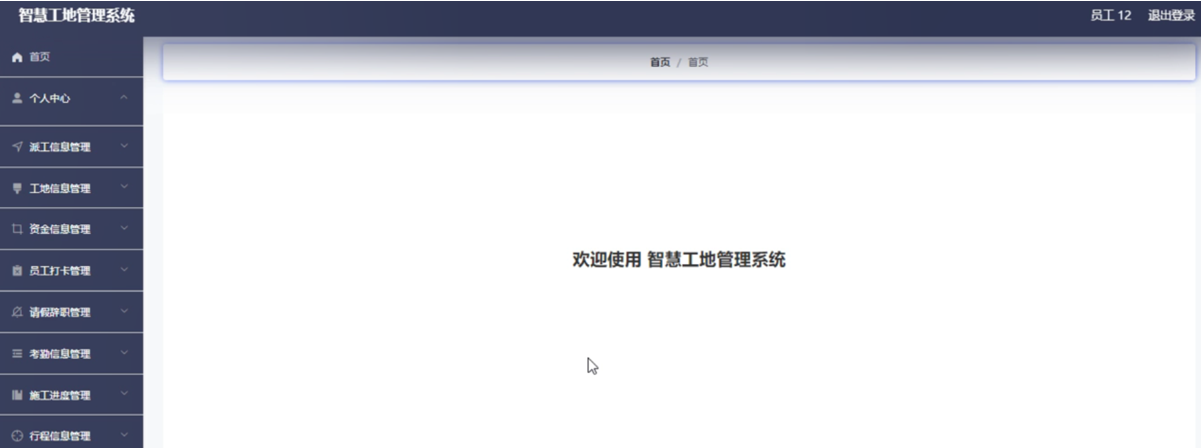 智慧工地管理系统
员工 12 退出登录
首页
首页 / 首页
个人中心
派工信息管理
工地信息管理
资金信息管理
员工打卡管理
欢迎使用 智慧工地管理系统
请假辞职管理
考勤信息管理
施工进度管理
行程信息管理